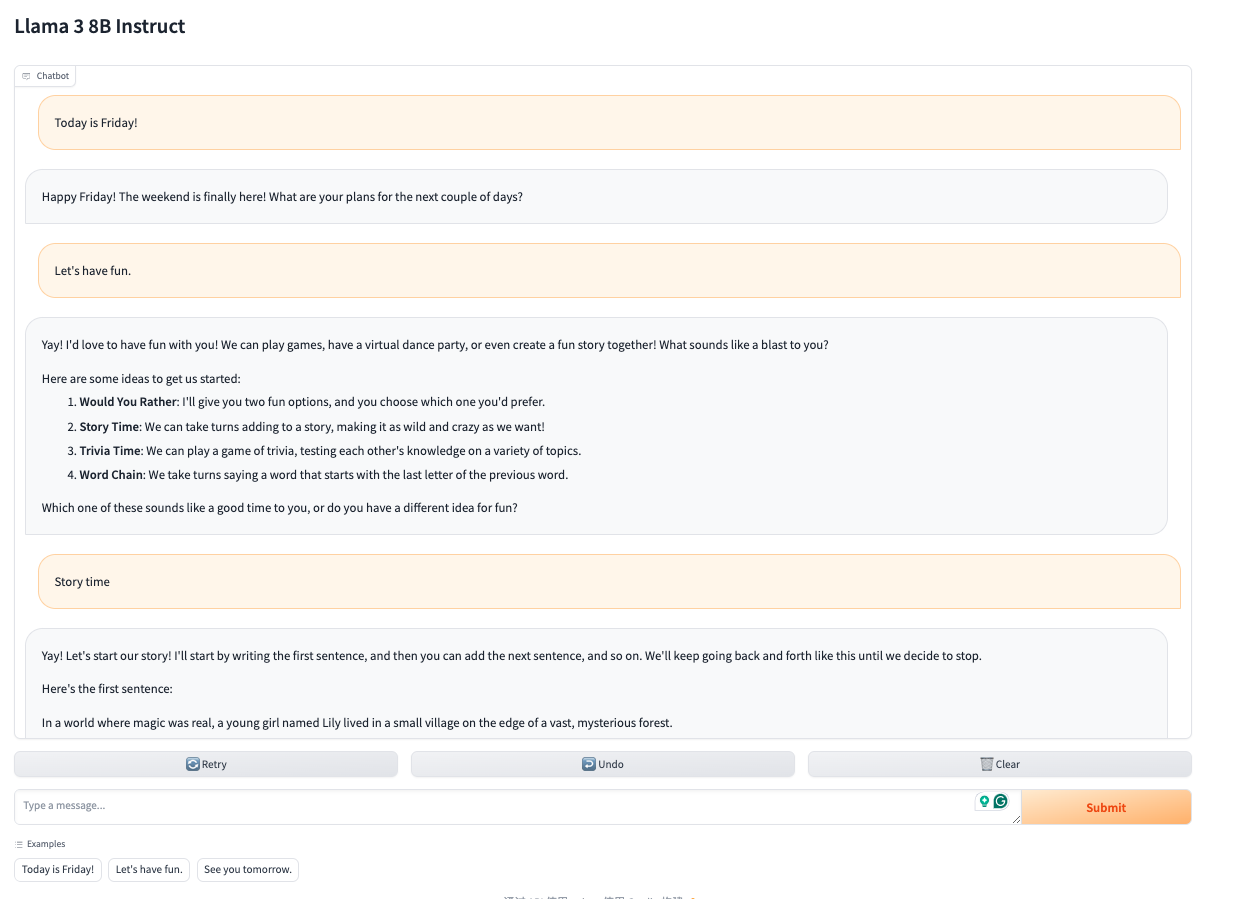 Llama 3 8B Instruct
Chatbot
Today is Friday!
Happy Friday! The weekend is finally here! What are your plans for the next couple of days?
Let's have fun.
Yay! I'd love to have fun with you! We can play games, have a virtual dance party, or even create a fun story together! What sounds like a blast to you?
Here are some ideas to get us started:
1. Would You Rather: I'll give you two fun options, and you choose which one you'd prefer.
2. Story Time: We can take turns adding to a story, making it as wild and crazy as we want!
3. Trivia Time: We can play a game of trivia, testing each other's knowledge on a variety of topics.
4. Word Chain: We take turns saying a word that starts with the last letter of the previous word.
Which one of these sounds like a good time to you, or do you have a different idea for fun?
Story time
Yay! Let's start our story! I'll start by writing the first sentence, and then you can add the next sentence, and so on. We'll keep going back and forth like this until we decide to stop.
Here's the first sentence:
In a world where magic was real, a young girl named Lily lived in a small village on the edge of a vast, mysterious forest.
Retry Undo Clear
Type a message... Submit
Examples
Today is Friday! Let's have fun. See you tomorrow.